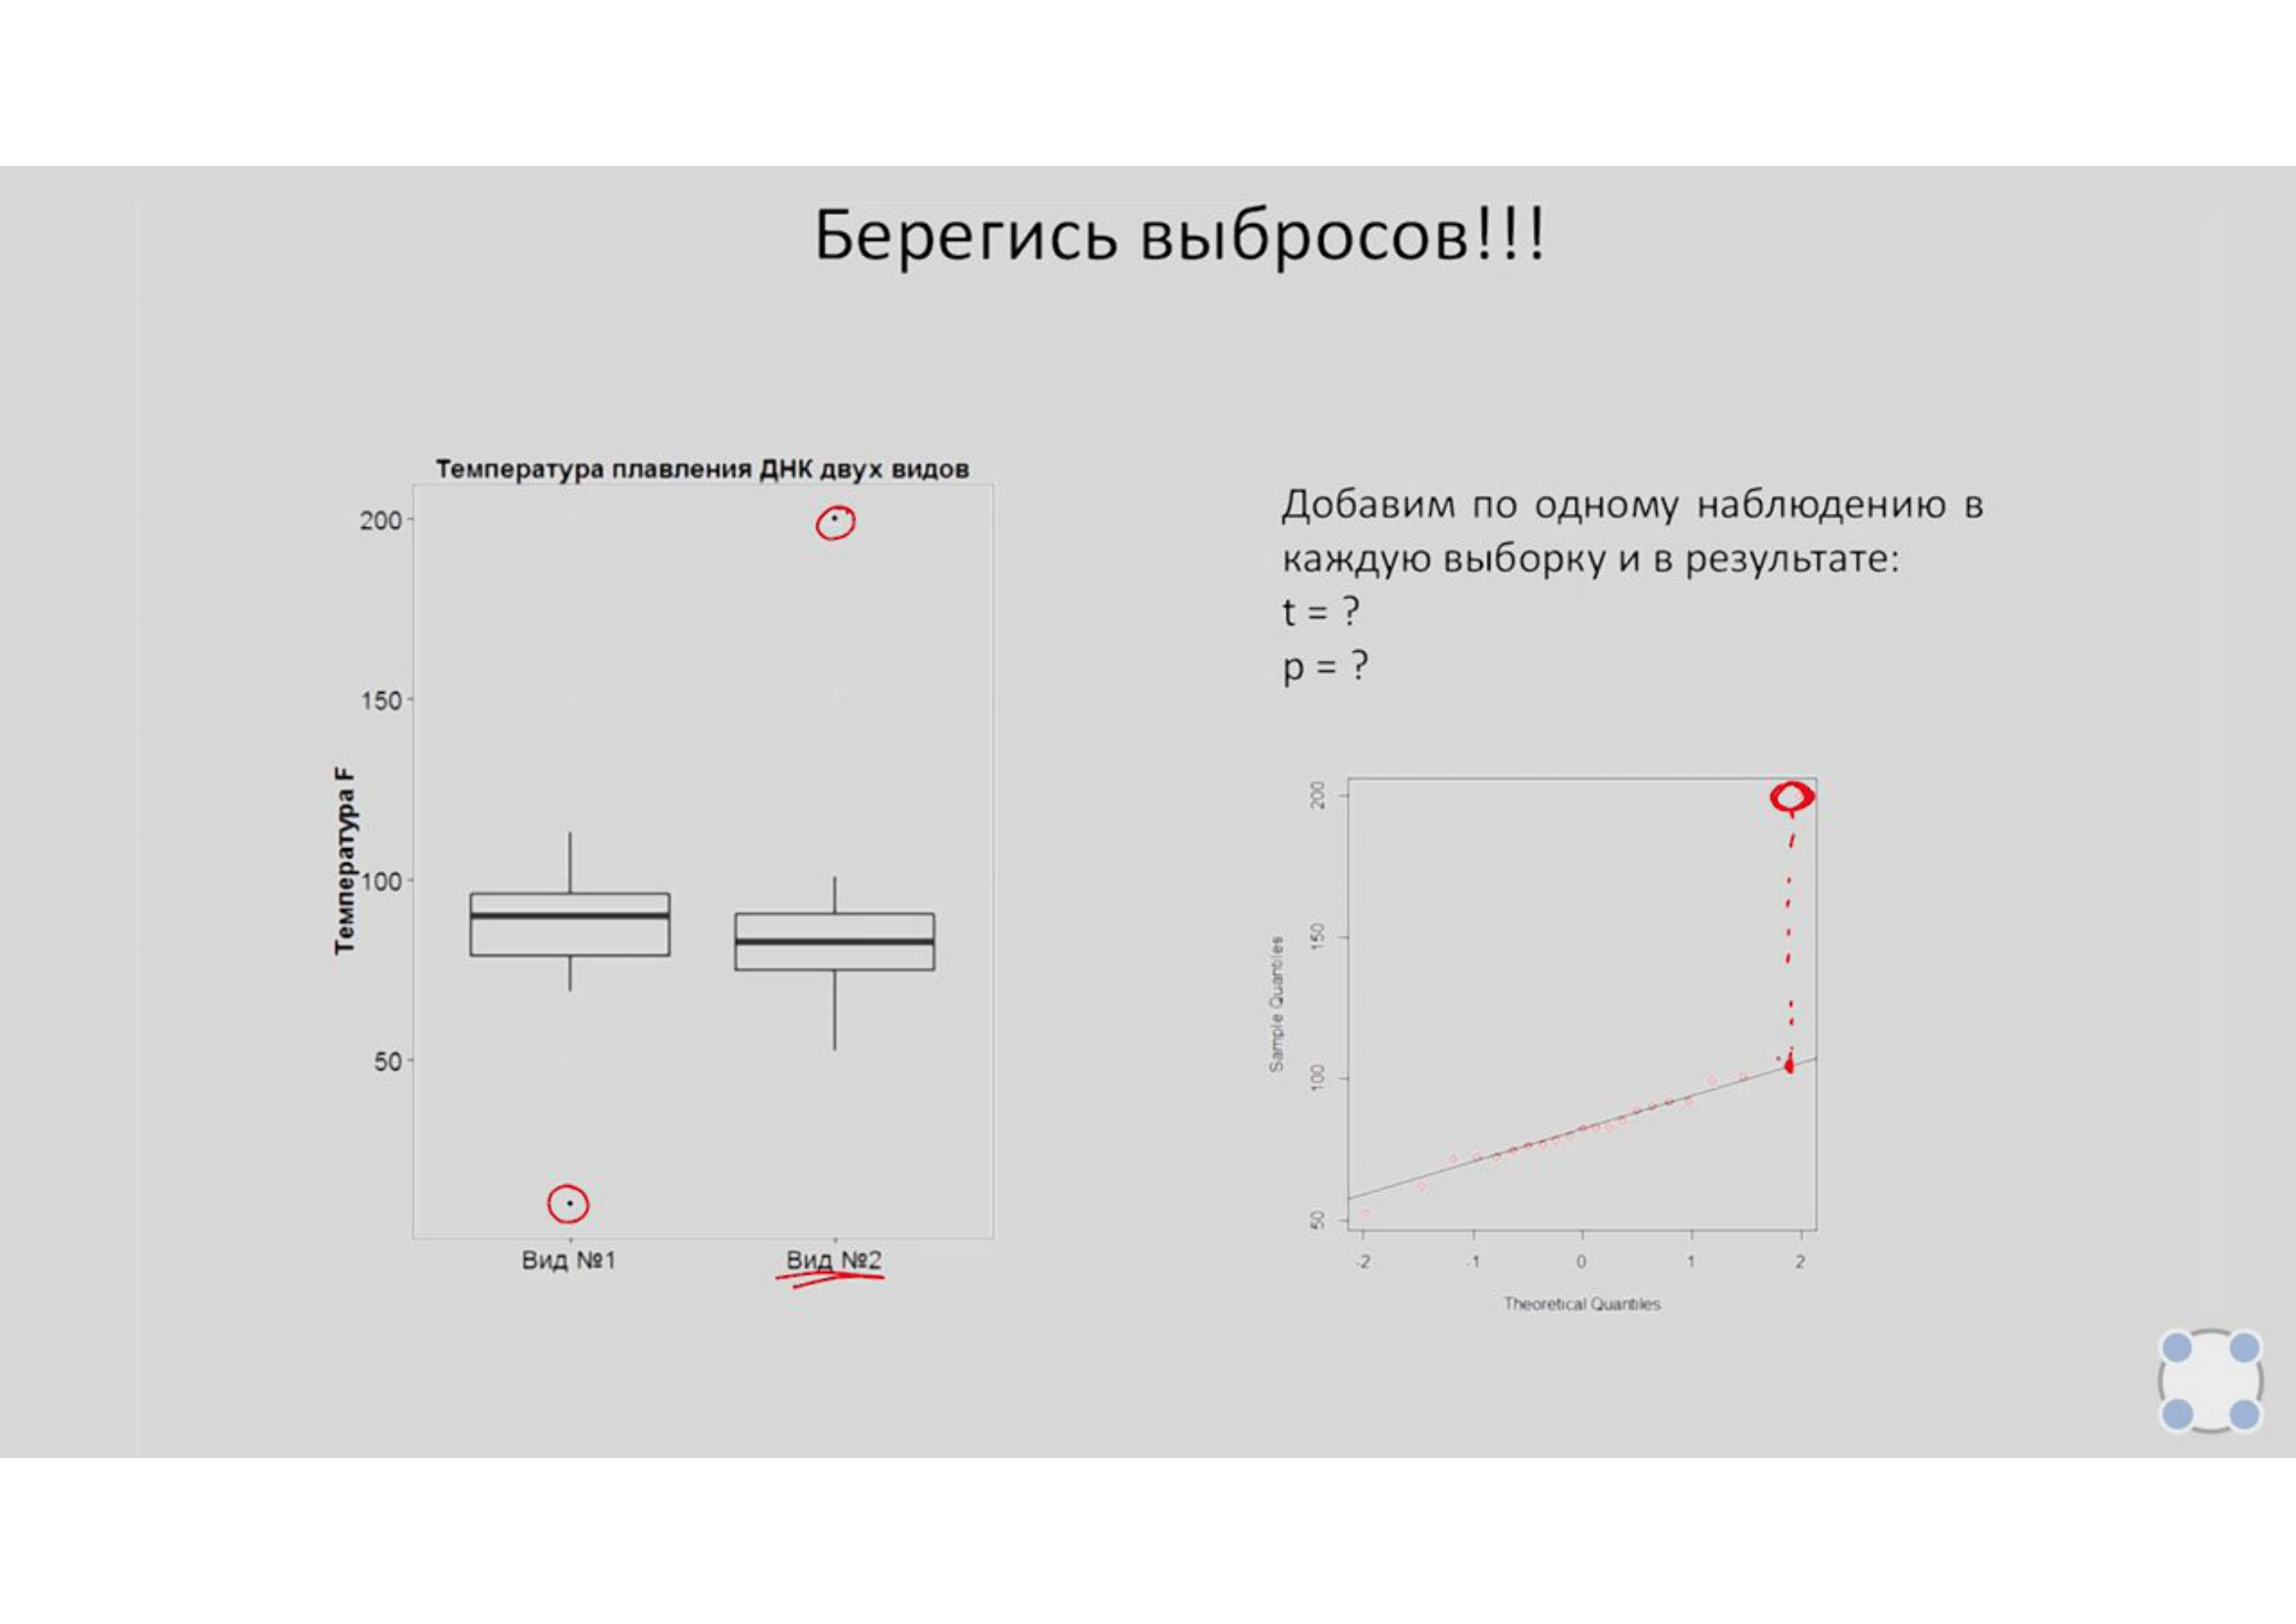 Берегись выбросов!!!
Температура плавления ДНК двух видов
Температура F
200
150
100
50
Вид №1
Вид №2
Добавим по одному наблюдению в
каждую выборку и в результате:
t = ?
p = ?
Sample Quantiles
200
150
100
50
-2
-1
0
1
2
Theoretical Quantiles